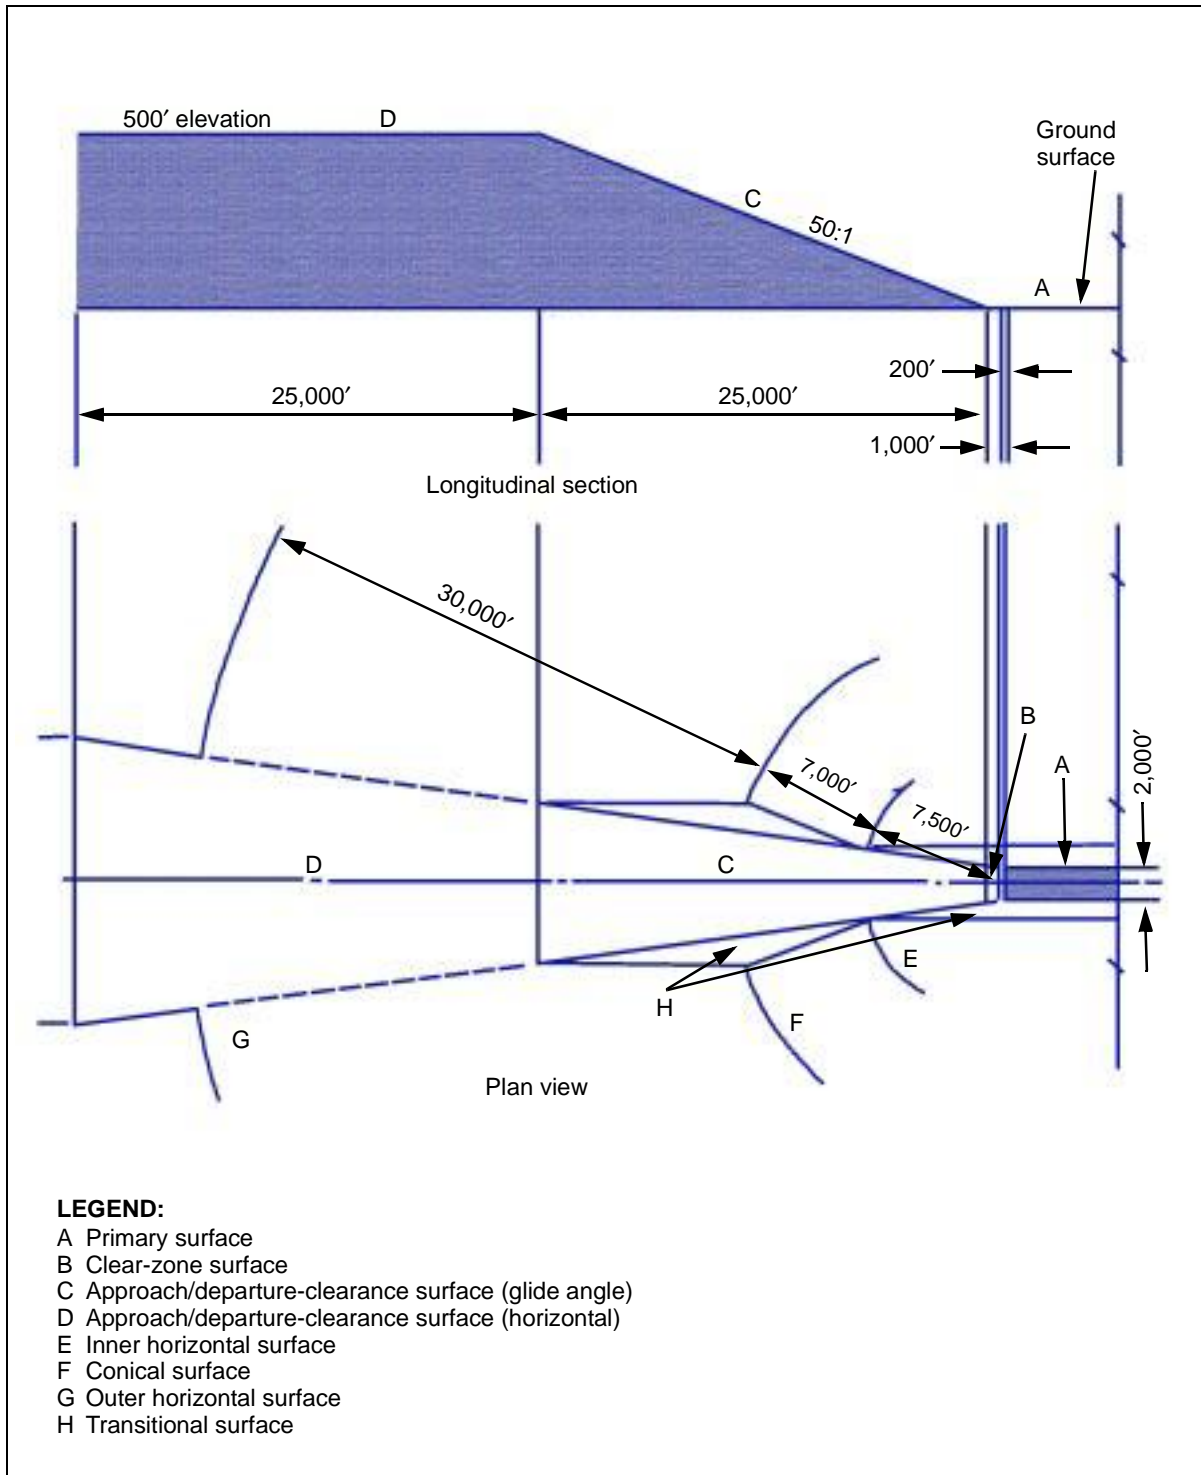 500′ elevation
D
Ground
surface
C
50:1
A
200′
25,000′
25,000′
1,000′
Longitudinal section
30,000′
B
7,000′
A
2,000′
7,500′
D
C
E
H
F
G
Plan view
LEGEND:
A Primary surface
B Clear-zone surface
C Approach/departure-clearance surface (glide angle)
D Approach/departure-clearance surface (horizontal)
E Inner horizontal surface
F Conical surface
G Outer horizontal surface
H Transitional surface